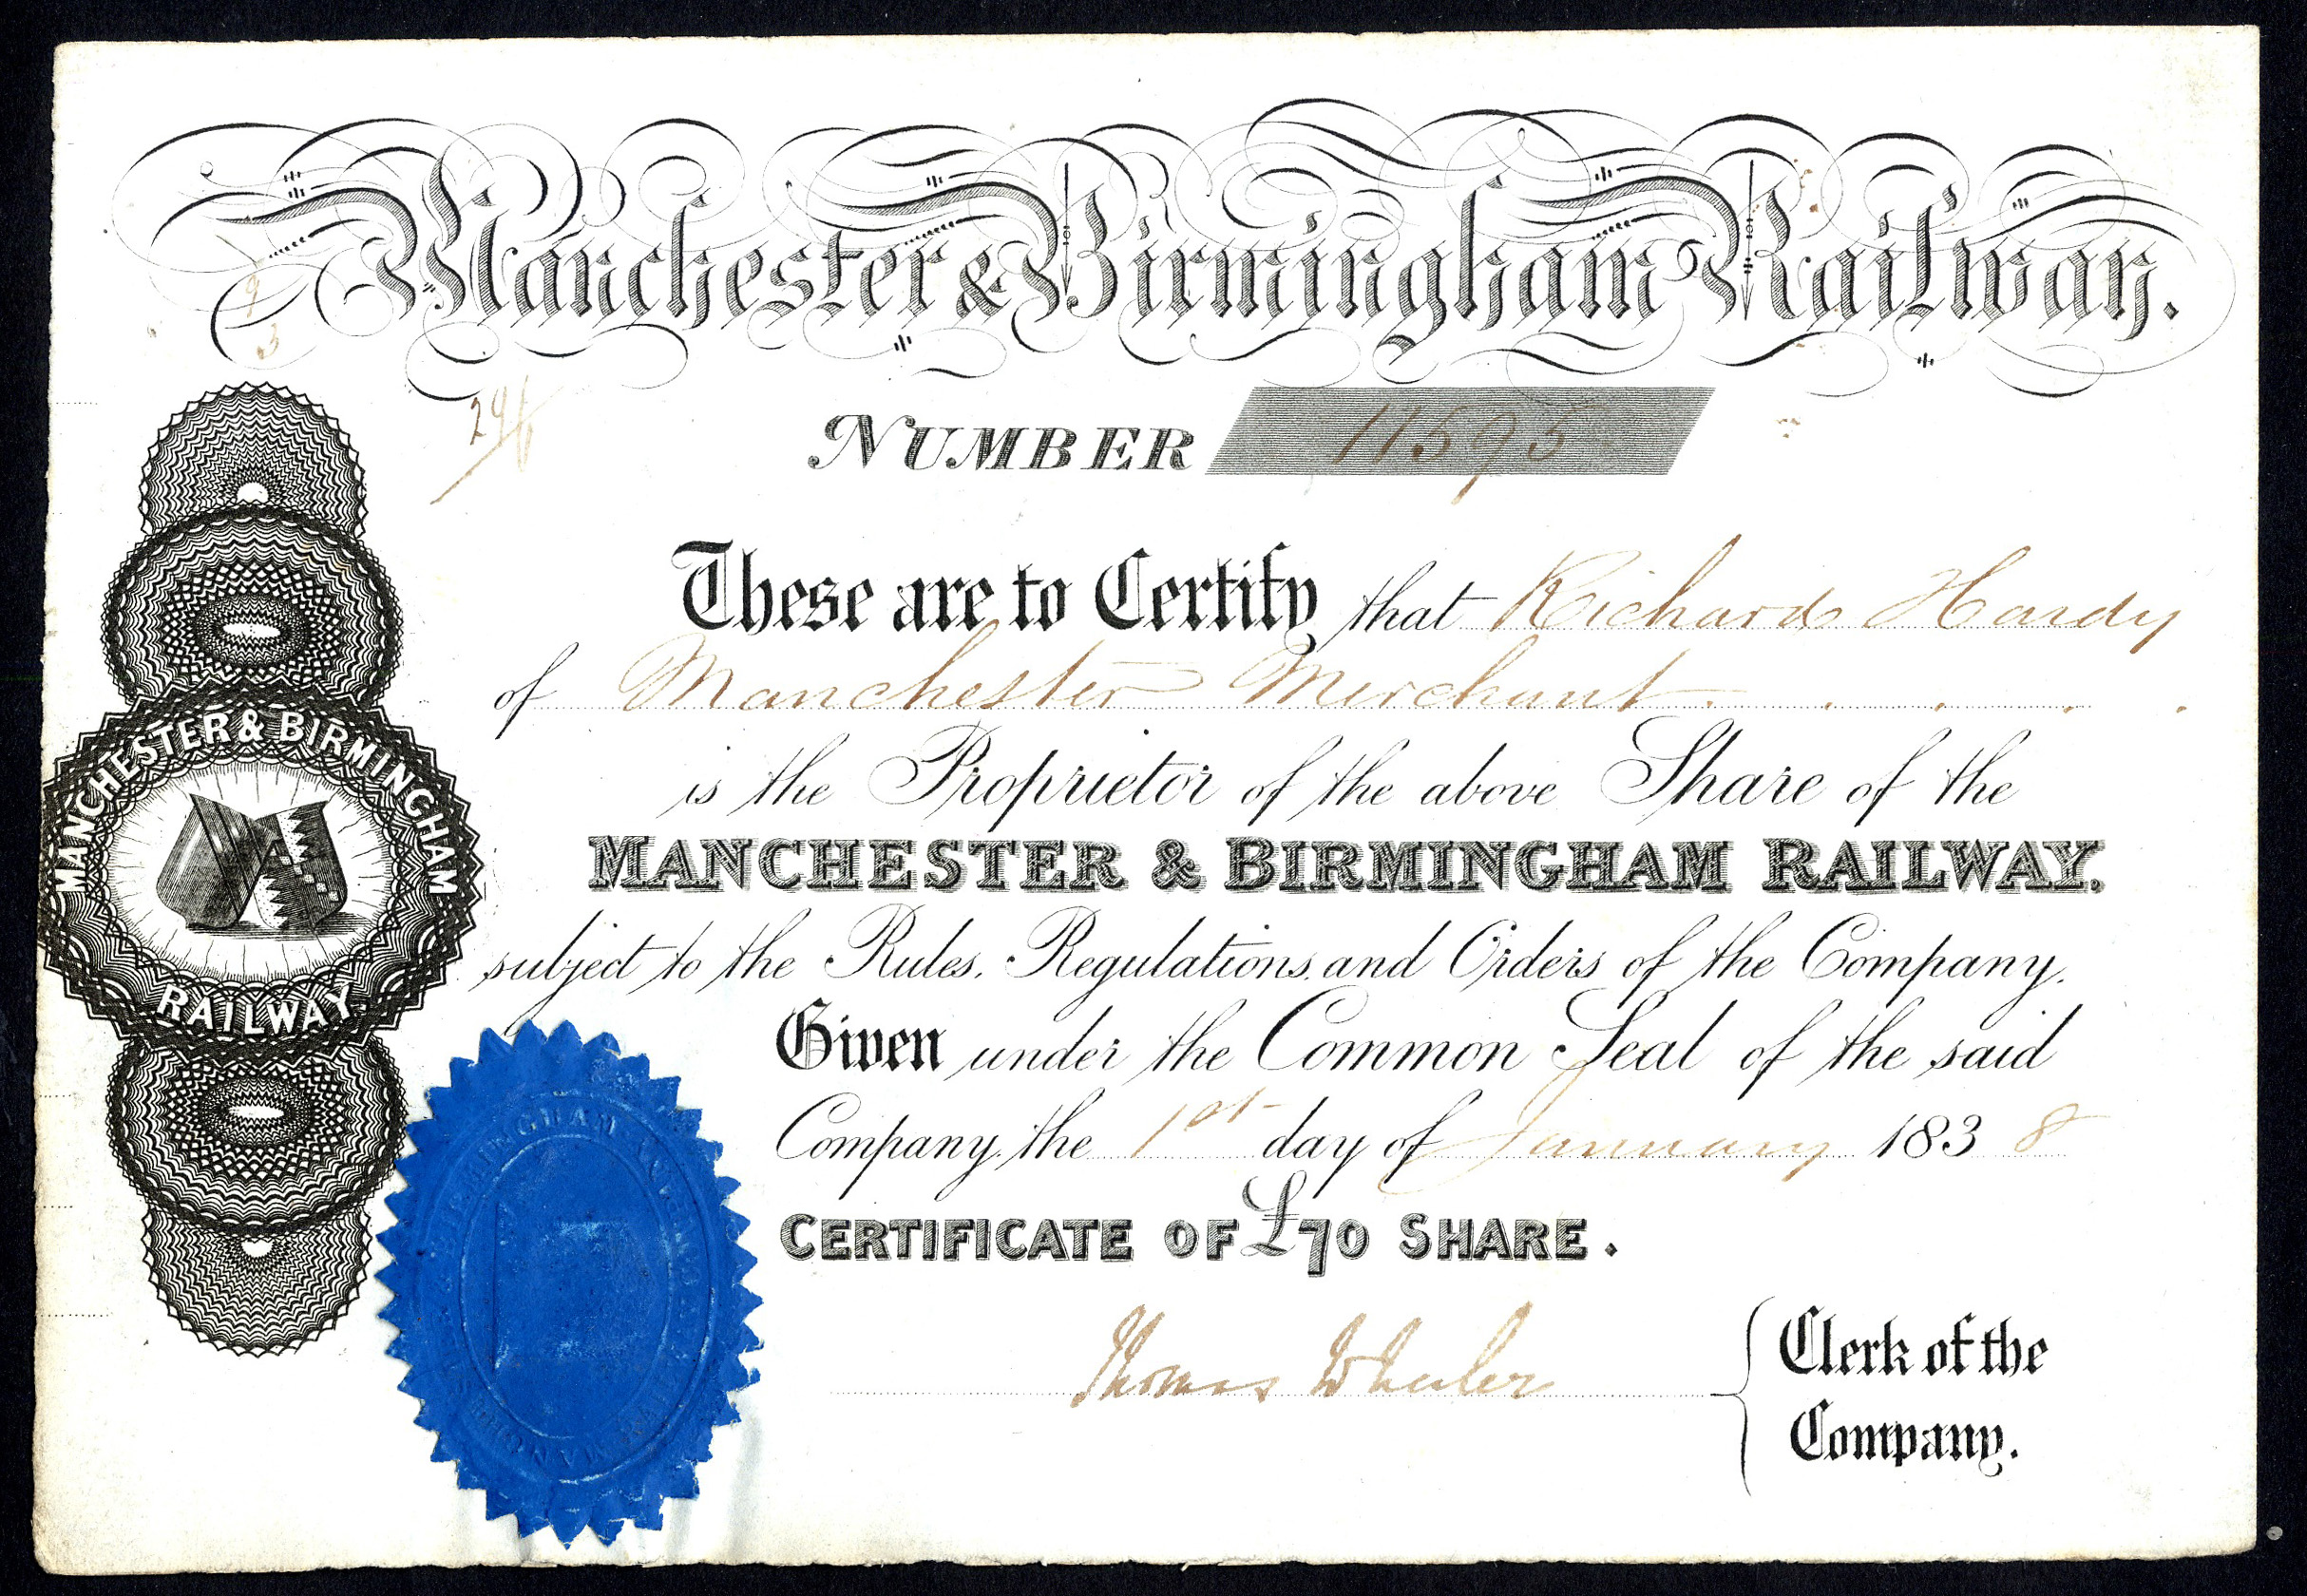 Manchester & Birmingham Railway.
NUMBER 11595
These are to Certify that Richard Hardy
of Manchester Merchant . . . .
is the Proprietor of the above Share of the
MANCHESTER & BIRMINGHAM RAILWAY,
subject to the Rules, Regulations, and Orders of the Company.
Given under the Common Seal of the said
Company, the 1st day of January 1838
CERTIFICATE OF £70 SHARE.
Thomas Wheeler
Clerk of the
Company.
MANCHESTER & BIRMINGHAM
RAILWAY.